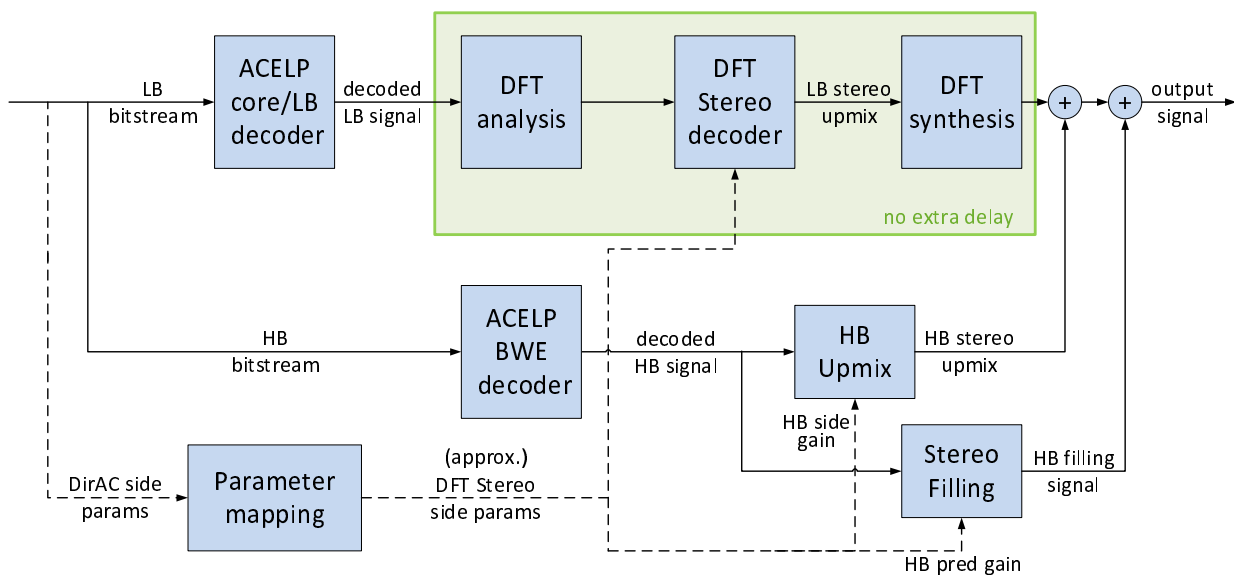 LB
bitstream
ACELP
core/LB
decoder
decoded
LB signal
DFT
analysis
DFT
Stereo
decoder
LB stereo
upmix
DFT
synthesis
+
+
output
signal
no extra delay
HB
bitstream
ACELP
BWE
decoder
decoded
HB signal
HB
Upmix
HB stereo
upmix
HB side
gain
Stereo
Filling
HB filling
signal
DirAC side
params
Parameter
mapping
(approx.)
DFT Stereo
side params
HB pred gain